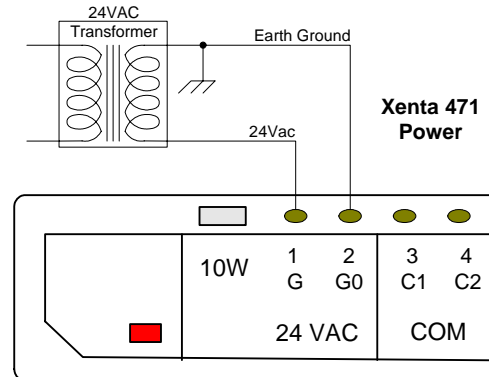 24VAC
Transformer
Earth Ground
Xenta 471
Power
24Vac
10W
1 2 3 4
G G0 C1 C2
24 VAC COM